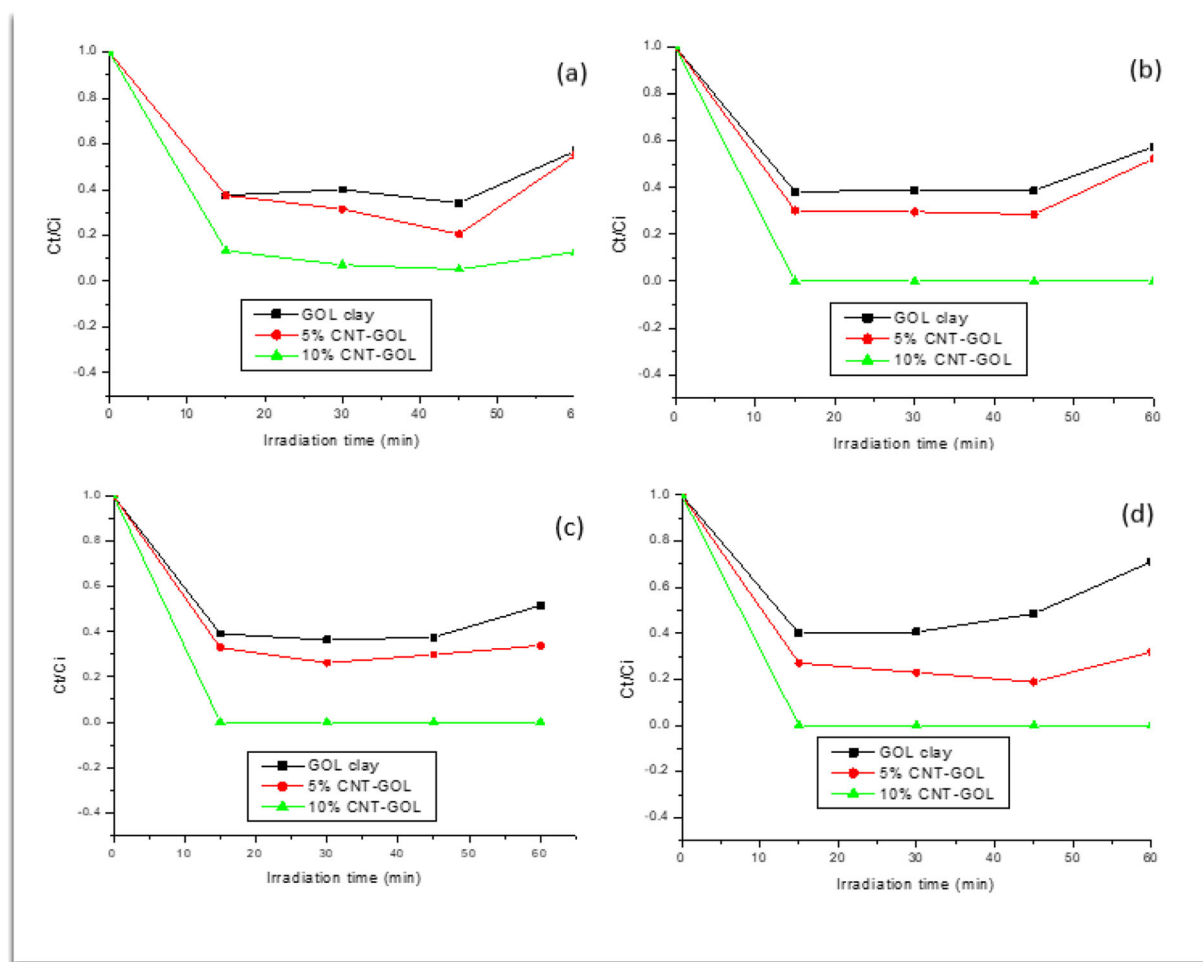 (a)
1.0
0.8
0.6
0.4
0.2
0.0
-0.2
-0.4
Ct/Ci
GOL clay
5% CNT-GOL
10% CNT-GOL
0 10 20 30 40 50 6
Irradiation time (min)
(b)
1.0
0.8
0.6
0.4
0.2
0.0
-0.2
-0.4
Ct/Ci
GOL clay
5% CNT-GOL
10% CNT-GOL
0 10 20 30 40 50 60
Irradiation time (min)
(c)
1.0
0.8
0.6
0.4
0.2
0.0
-0.2
-0.4
Ct/Ci
GOL clay
5% CNT-GOL
10% CNT-GOL
0 10 20 30 40 50 60
Irradiation time (min)
(d)
1.0
0.8
0.6
0.4
0.2
0.0
-0.2
-0.4
Ct/Ci
GOL clay
5% CNT-GOL
10% CNT-GOL
0 10 20 30 40 50 60
Irradiation time (min)